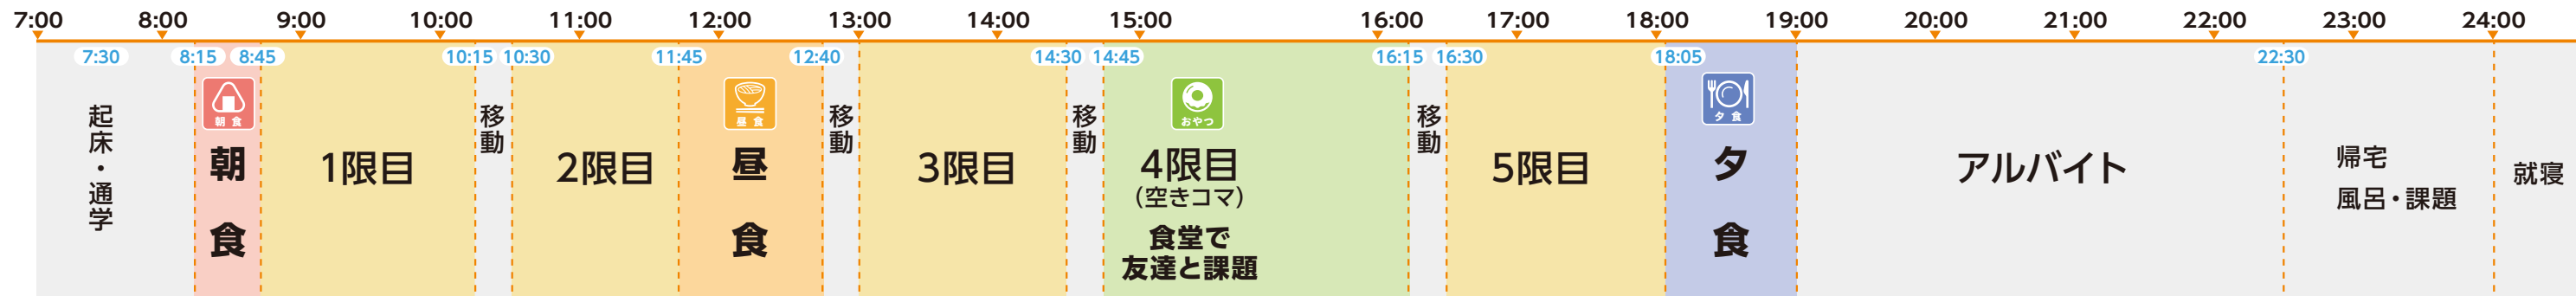 7:00 8:00 9:00 10:00 11:00 12:00 13:00 14:00 15:00 16:00 17:00 18:00 19:00 20:00 21:00 22:00 23:00 24:00
7:30 8:15 8:45 10:15 10:30 11:45 12:40 14:30 14:45 16:15 16:30 18:05 22:30
起床・通学
朝食
朝食
1限目
移動
2限目
昼食
昼食
移動
3限目
移動
おやつ
4限目
（空きコマ）
食堂で
友達と課題
移動
5限目
夕食
夕食
アルバイト
帰宅
風呂・課題
就寝